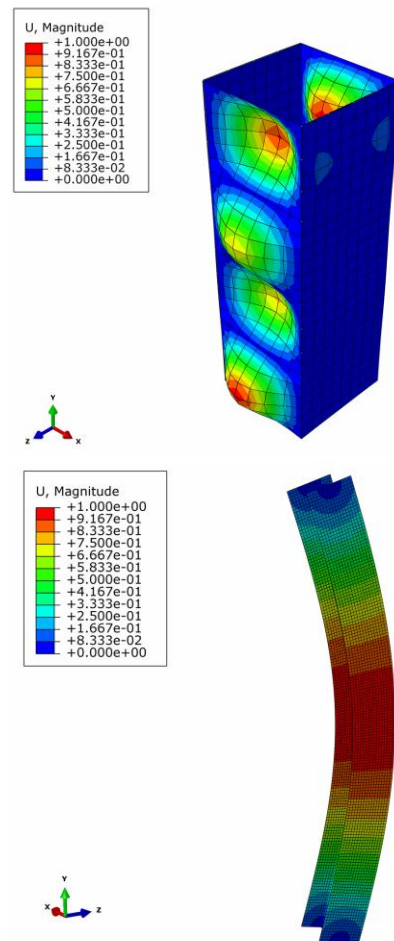 U, Magnitude
+1.000e+00
+9.167e-01
+8.333e-01
+7.500e-01
+6.667e-01
+5.833e-01
+5.000e-01
+4.167e-01
+3.333e-01
+2.500e-01
+1.667e-01
+8.333e-02
+0.000e+00
Y
Z
X
U, Magnitude
+1.000e+00
+9.167e-01
+8.333e-01
+7.500e-01
+6.667e-01
+5.833e-01
+5.000e-01
+4.167e-01
+3.333e-01
+2.500e-01
+1.667e-01
+8.333e-02
+0.000e+00
Y
X
Z